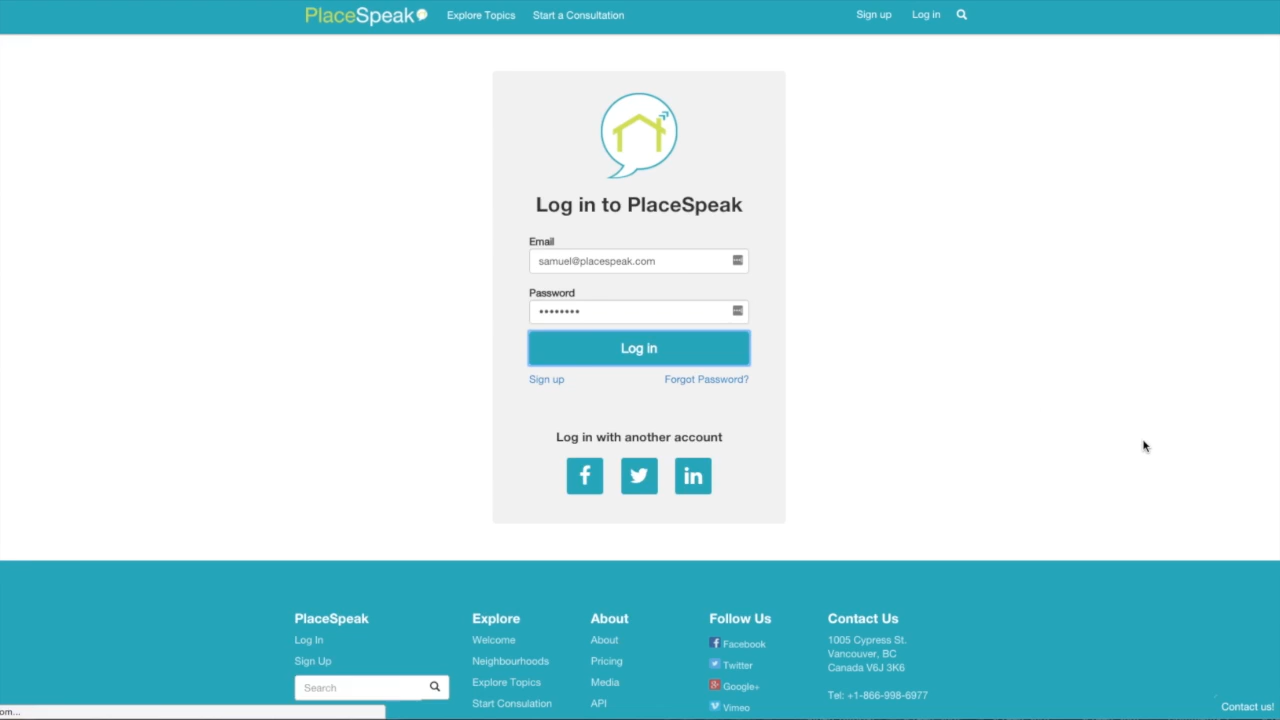 PlaceSpeak Explore Topics Start a Consultation Sign up Log in
Log in to PlaceSpeak
Email
samuel@placespeak.com
Password
••••••••
Log in
Sign up Forgot Password?
Log in with another account
PlaceSpeak
Log In
Sign Up
Search
Explore
Welcome
Neighbourhoods
Explore Topics
Start Consulation
About
About
Pricing
Media
API
Follow Us
Facebook
Twitter
Google+
Vimeo
Contact Us
1005 Cypress St.
Vancouver, BC
Canada V6J 3K6
Tel: +1-866-998-6977
Contact us!
om...